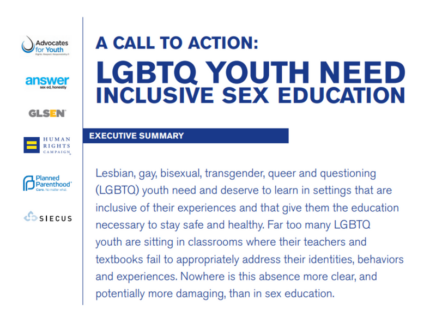 Advocates
for Youth
answer
sex ed, honestly
GLSEN
HUMAN
RIGHTS
CAMPAIGN
Planned
Parenthood
SIECUS
A CALL TO ACTION:
LGBTQ YOUTH NEED
INCLUSIVE SEX EDUCATION
EXECUTIVE SUMMARY
Lesbian, gay, bisexual, transgender, queer and questioning
(LGBTQ) youth need and deserve to learn in settings that are
inclusive of their experiences and that give them the education
necessary to stay safe and healthy. Far too many LGBTQ
youth are sitting in classrooms where their teachers and
textbooks fail to appropriately address their identities, behaviors
and experiences. Nowhere is this absence more clear, and
potentially more damaging, than in sex education.